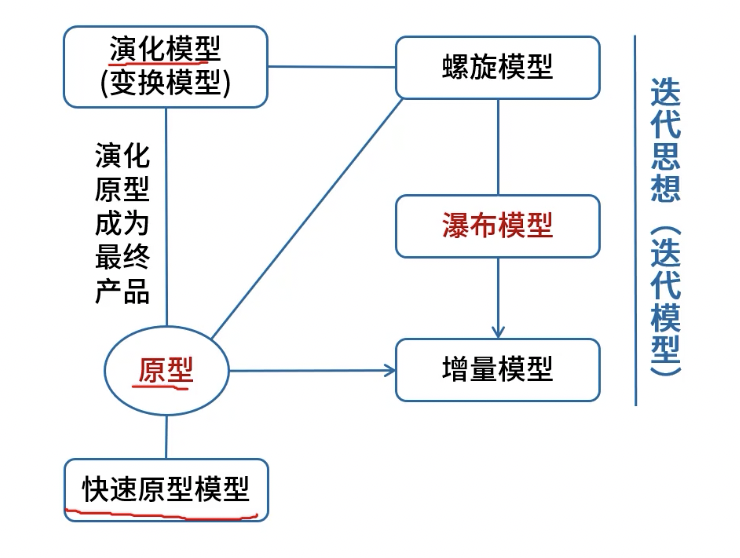 演化模型
(变换模型)
螺旋模型
演化
原型
成为
最终
产品
瀑布模型
原型
增量模型
快速原型模型
迭代思想（迭代模型）